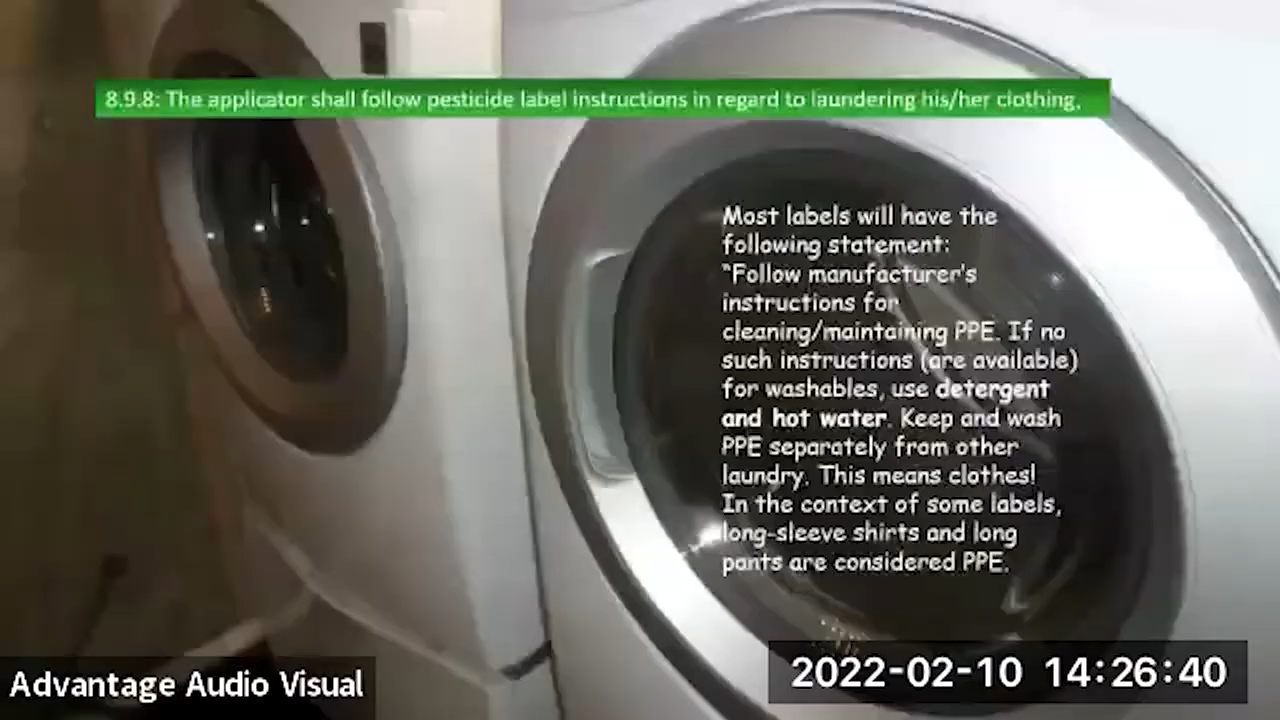 8.9.8: The applicator shall follow pesticide label instructions in regard to laundering his/her clothing.
Most labels will have the
following statement:
"Follow manufacturer's
instructions for
cleaning/maintaining PPE. If no
such instructions (are available)
for washables, use detergent
and hot water. Keep and wash
PPE separately from other
laundry. This means clothes!
In the context of some labels,
long-sleeve shirts and long
pants are considered PPE.
Advantage Audio Visual
2022-02-10 14:26:40